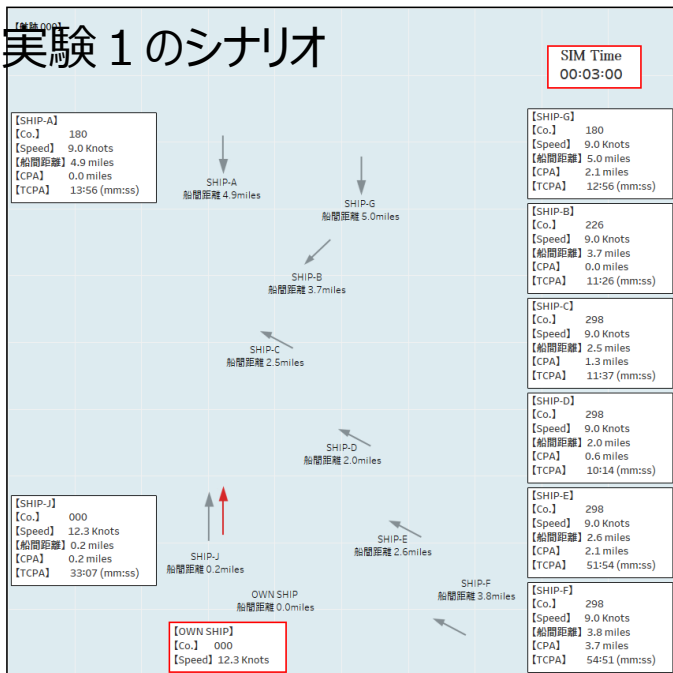 【航跡 000】
実験 1 のシナリオ
SIM Time
00:03:00
【SHIP-A】
【Co.】 180
【Speed】 9.0 Knots
【船間距離】 4.9 miles
【CPA】 0.0 miles
【TCPA】 13:56 (mm:ss)
SHIP-A
船間距離 4.9miles
SHIP-G
船間距離 5.0miles
【SHIP-G】
【Co.】 180
【Speed】 9.0 Knots
【船間距離】 5.0 miles
【CPA】 2.1 miles
【TCPA】 12:56 (mm:ss)
SHIP-B
船間距離 3.7miles
【SHIP-B】
【Co.】 226
【Speed】 9.0 Knots
【船間距離】 3.7 miles
【CPA】 0.0 miles
【TCPA】 11:26 (mm:ss)
SHIP-C
船間距離 2.5miles
【SHIP-C】
【Co.】 298
【Speed】 9.0 Knots
【船間距離】 2.5 miles
【CPA】 1.3 miles
【TCPA】 11:37 (mm:ss)
SHIP-D
船間距離 2.0miles
【SHIP-D】
【Co.】 298
【Speed】 9.0 Knots
【船間距離】 2.0 miles
【CPA】 0.6 miles
【TCPA】 10:14 (mm:ss)
【SHIP-J】
【Co.】 000
【Speed】 12.3 Knots
【船間距離】 0.2 miles
【CPA】 0.2 miles
【TCPA】 33:07 (mm:ss)
SHIP-J
船間距離 0.2miles
SHIP-E
船間距離 2.6miles
【SHIP-E】
【Co.】 298
【Speed】 9.0 Knots
【船間距離】 2.6 miles
【CPA】 2.1 miles
【TCPA】 51:54 (mm:ss)
OWN SHIP
船間距離 0.0miles
SHIP-F
船間距離 3.8miles
【SHIP-F】
【Co.】 298
【Speed】 9.0 Knots
【船間距離】 3.8 miles
【CPA】 3.7 miles
【TCPA】 54:51 (mm:ss)
【OWN SHIP】
【Co.】 000
【Speed】 12.3 Knots